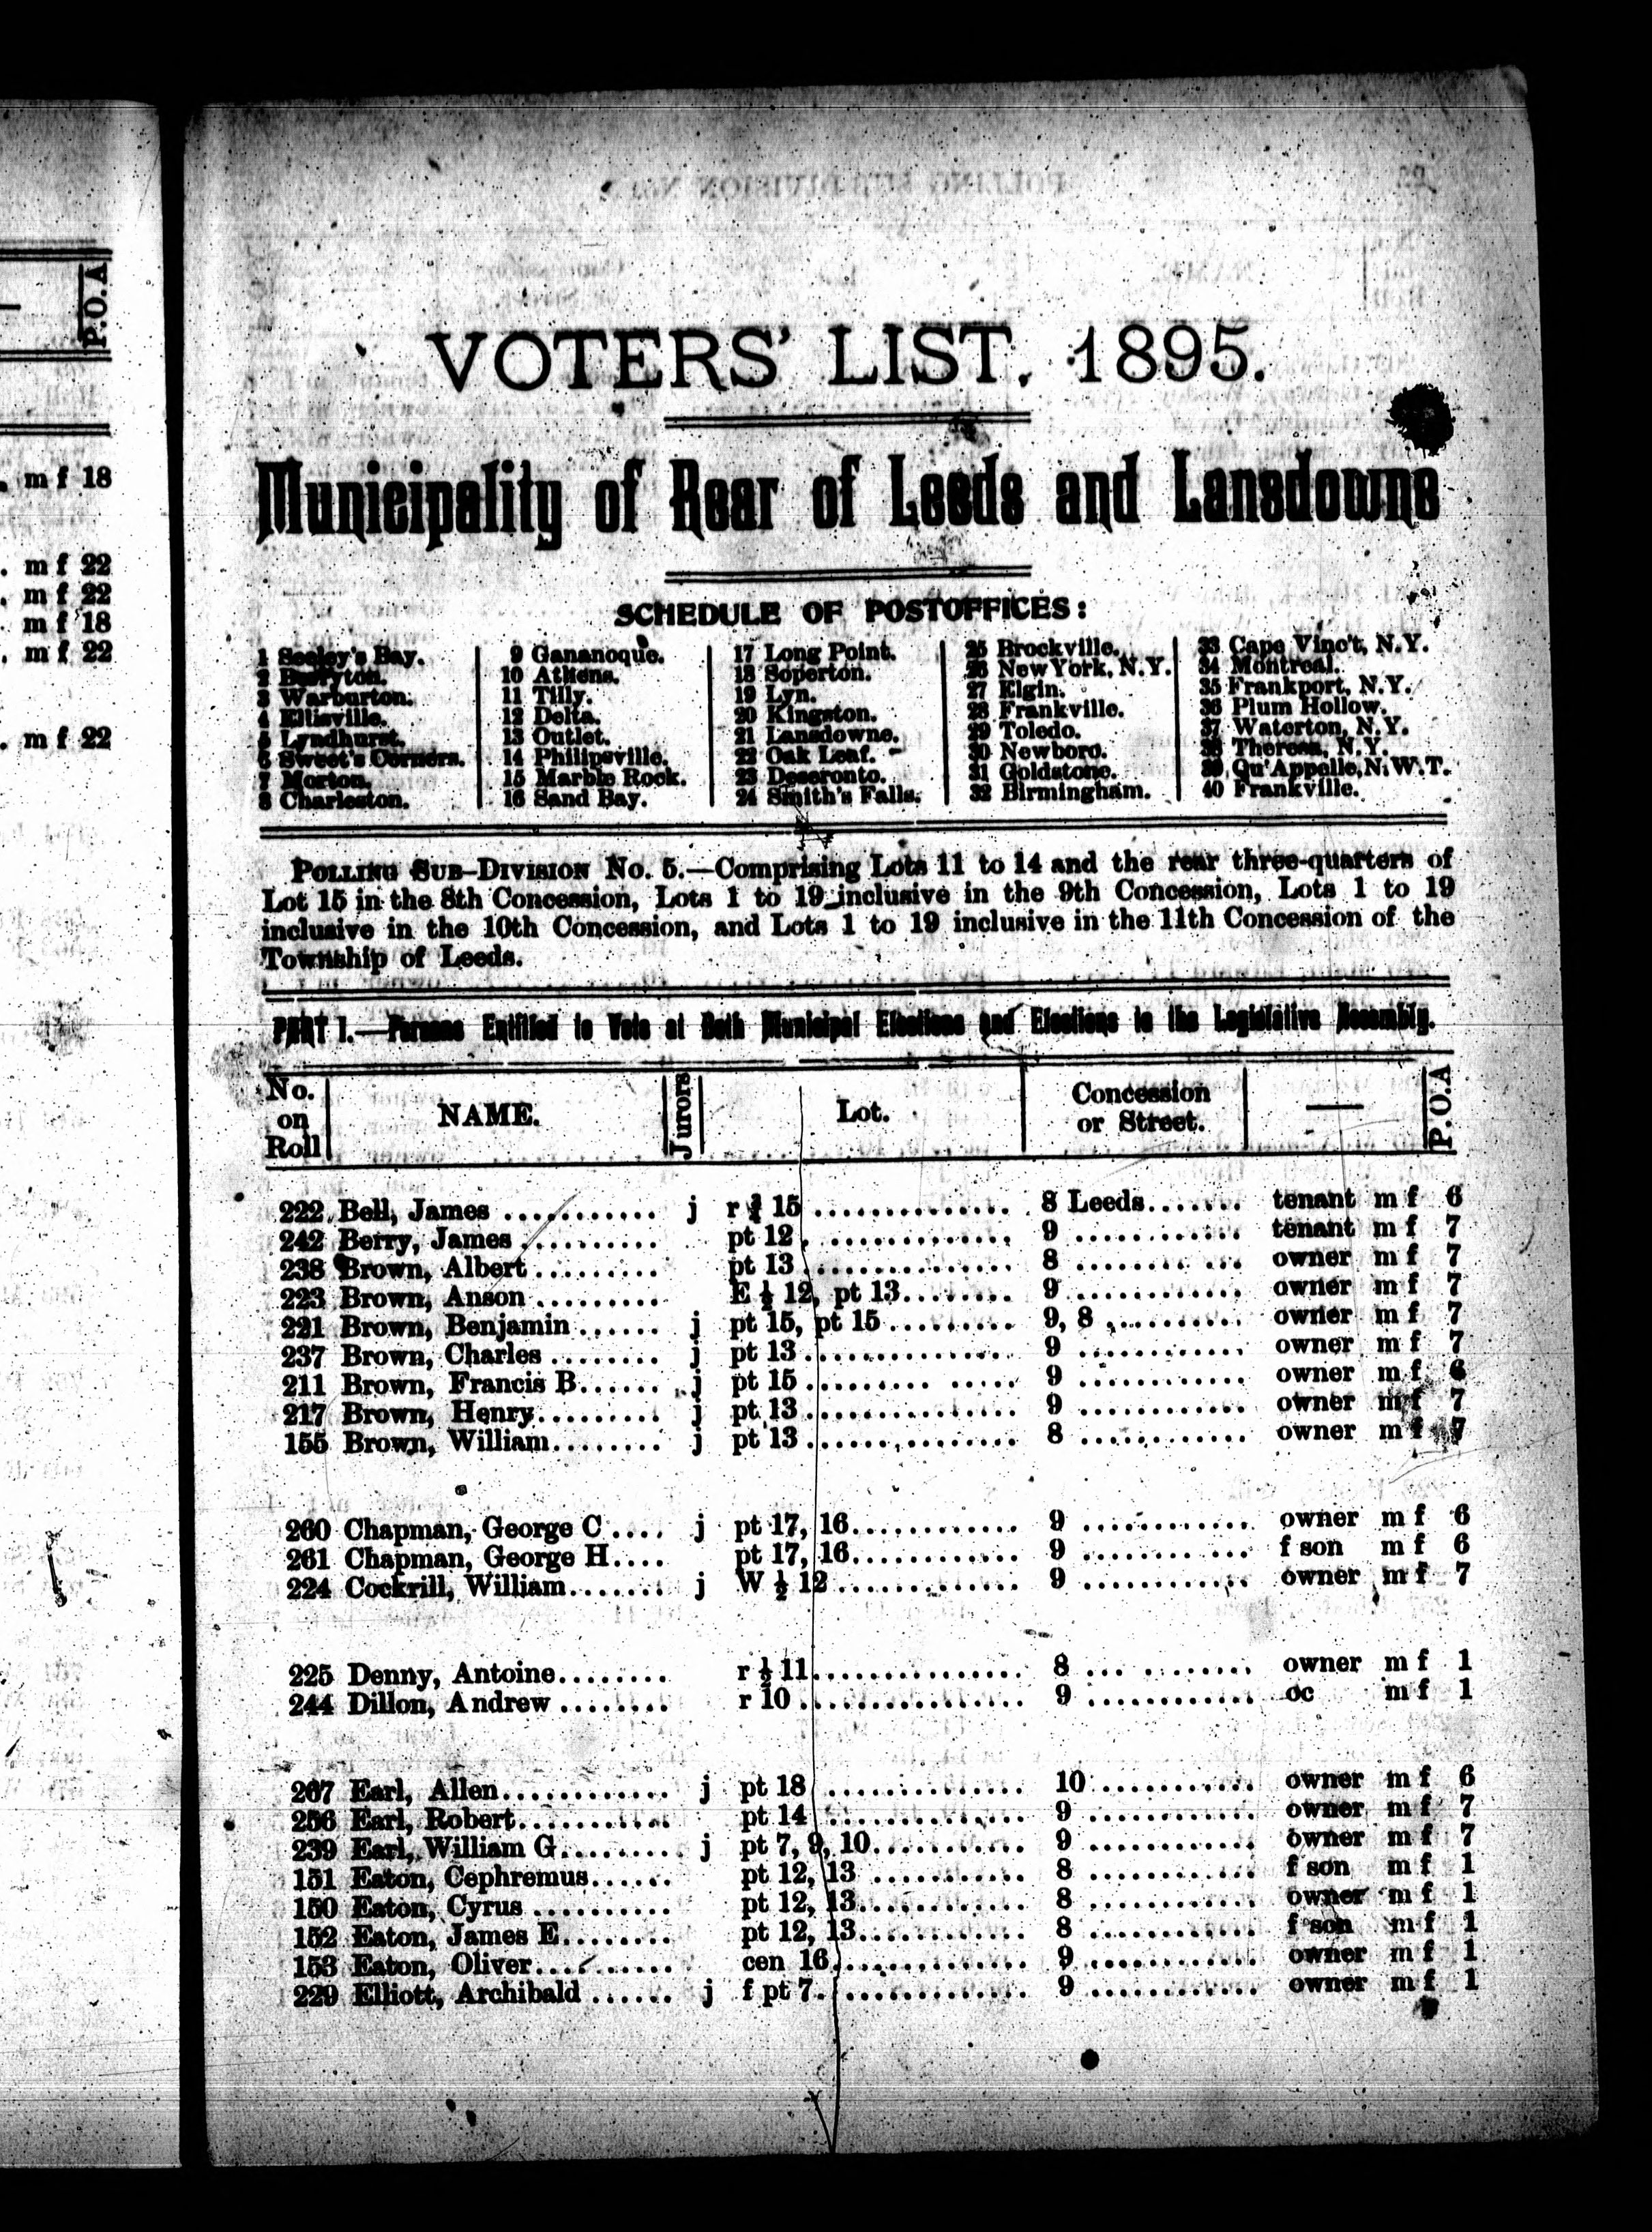 P.O.A
m f 18
m f 22
m f 22
m f 18
m f 22
m f 22
VOTERS' LIST, 1895.
Municipality of Rear of Leeds and Lansdowne
SCHEDULE OF POSTOFFICES:
1 Seeley's Bay.
2 Berryton.
3 Warburton.
4 Ellisville.
5 Lyndhurst.
6 Sweet's Corners.
7 Morton.
8 Charleston.
9 Gananoque.
10 Athens.
11 Tilly.
12 Delta.
13 Outlet.
14 Philipsville.
15 Marble Rock.
16 Sand Bay.
17 Long Point.
18 Soperton.
19 Lyn.
20 Kingston.
21 Lansdowne.
22 Oak Leaf.
23 Deseronto.
24 Smith's Falls.
25 Brockville.
26 New York, N.Y.
27 Elgin.
28 Frankville.
29 Toledo.
30 Newboro.
31 Goldstone.
32 Birmingham.
33 Cape Vinc't, N.Y.
34 Montreal.
35 Frankport, N.Y.
36 Plum Hollow.
37 Waterton, N.Y.
38 Theresa, N.Y.
39 Qu'Appelle, N.W.T.
40 Frankville.
POLLING SUB-DIVISION No. 5.—Comprising Lots 11 to 14 and the rear three-quarters of
Lot 15 in the 8th Concession, Lots 1 to 19 inclusive in the 9th Concession, Lots 1 to 19
inclusive in the 10th Concession, and Lots 1 to 19 inclusive in the 11th Concession of the
Township of Leeds.
PART I.—Persons Entitled to Vote at Both Municipal Elections and Elections to the Legislative Assembly.
No. on Roll NAME. Jurors Lot. Concession or Street. — P.O.A
222 Bell, James ........... j r ¾ 15 .............. 8 Leeds....... tenant m f 6
242 Berry, James .......... pt 12 .............. 9 ............ tenant m f 7
238 Brown, Albert ......... pt 13 .............. 8 ............ owner m f 7
223 Brown, Anson ......... E ½ 12, pt 13........ 9 ............ owner m f 7
221 Brown, Benjamin ...... j pt 15, pt 15 ......... 9, 8 .......... owner m f 7
237 Brown, Charles ........ j pt 13 .............. 9 ............ owner m f 7
211 Brown, Francis B...... j pt 15 .............. 9 ............ owner m f 6
217 Brown, Henry......... j pt 13 .............. 9 ............ owner m f 7
155 Brown, William........ j pt 13 .............. 8 ............ owner m f 7
260 Chapman, George C .... j pt 17, 16............ 9 ............ owner m f 6
261 Chapman, George H.... pt 17, 16............ 9 ............ f son m f 6
224 Cockrill, William....... j W ½ 12 ............. 9 ............ owner m f 7
225 Denny, Antoine........ r ½ 11............... 8 ............ owner m f 1
244 Dillon, Andrew ........ r 10 ................ 9 ............ oc m f 1
267 Earl, Allen............ j pt 18 .............. 10 ........... owner m f 6
256 Earl, Robert........... pt 14 .............. 9 ............ owner m f 7
239 Earl, William G......... j pt 7, 9, 10........... 9 ............ owner m f 7
151 Eaton, Cephremus...... pt 12, 13 ........... 8 ............ f son m f 1
150 Eaton, Cyrus .......... pt 12, 13............ 8 ............ owner m f 1
152 Eaton, James E........ pt 12, 13............ 8 ............ f son m f 1
153 Eaton, Oliver.......... cen 16.............. 9 ............ owner m f 1
229 Elliott, Archibald ...... j f pt 7............... 9 ............ owner m f 1